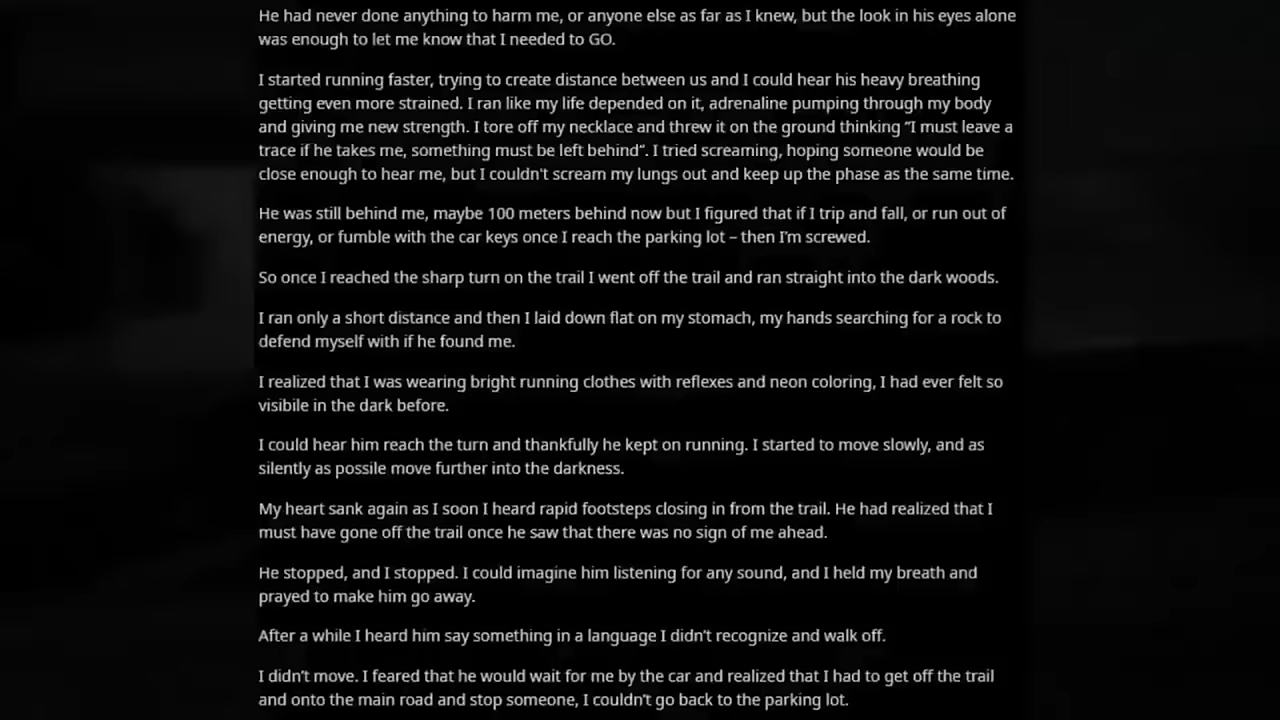 He had never done anything to harm me, or anyone else as far as I knew, but the look in his eyes alone
was enough to let me know that I needed to GO.
I started running faster, trying to create distance between us and I could hear his heavy breathing
getting even more strained. I ran like my life depended on it, adrenaline pumping through my body
and giving me new strength. I tore off my necklace and threw it on the ground thinking “I must leave a
trace if he takes me, something must be left behind“. I tried screaming, hoping someone would be
close enough to hear me, but I couldn't scream my lungs out and keep up the phase as the same time.
He was still behind me, maybe 100 meters behind now but I figured that if I trip and fall, or run out of
energy, or fumble with the car keys once I reach the parking lot – then I’m screwed.
So once I reached the sharp turn on the trail I went off the trail and ran straight into the dark woods.
I ran only a short distance and then I laid down flat on my stomach, my hands searching for a rock to
defend myself with if he found me.
I realized that I was wearing bright running clothes with reflexes and neon coloring, I had ever felt so
visibile in the dark before.
I could hear him reach the turn and thankfully he kept on running. I started to move slowly, and as
silently as possile move further into the darkness.
My heart sank again as I soon I heard rapid footsteps closing in from the trail. He had realized that I
must have gone off the trail once he saw that there was no sign of me ahead.
He stopped, and I stopped. I could imagine him listening for any sound, and I held my breath and
prayed to make him go away.
After a while I heard him say something in a language I didn’t recognize and walk off.
I didn’t move. I feared that he would wait for me by the car and realized that I had to get off the trail
and onto the main road and stop someone, I couldn’t go back to the parking lot.